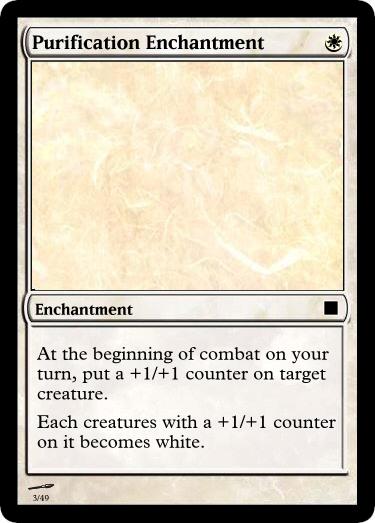 Purification Enchantment
Enchantment
At the beginning of combat on your
turn, put a +1/+1 counter on target
creature.
Each creatures with a +1/+1 counter
on it becomes white.
3/49